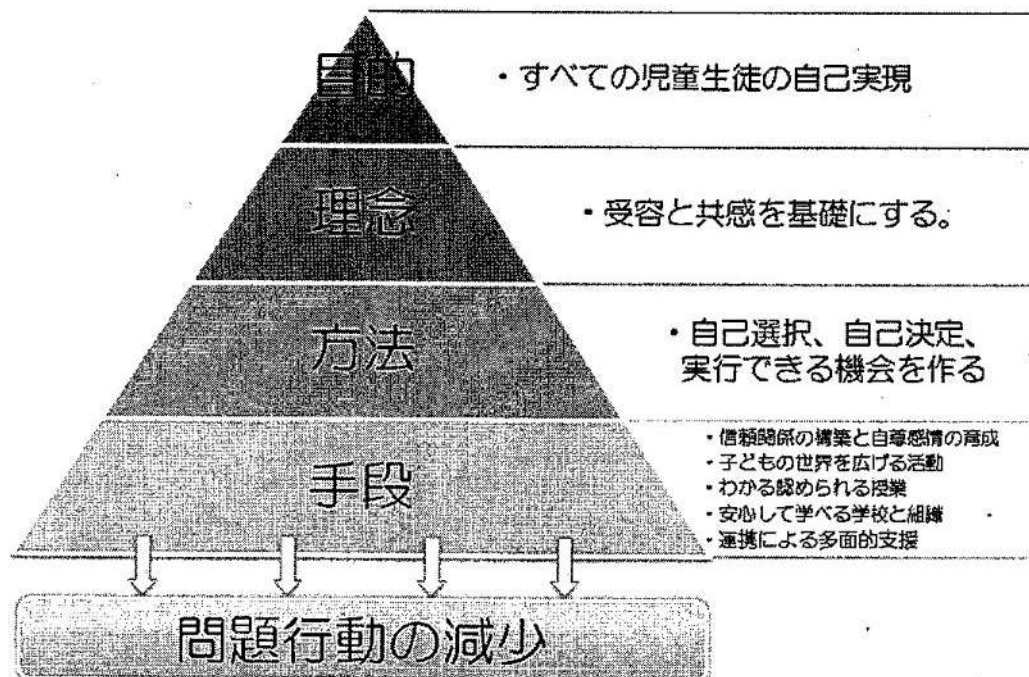 目的
・すべての児童生徒の自己実現
理念
・受容と共感を基礎にする。
方法
・自己選択、自己決定、
実行できる機会を作る
手段
・信頼関係の構築と自尊感情の育成
・子どもの世界を広げる活動
・わかる認められる授業
・安心して学べる学校と組織
・連携による多面的支援
問題行動の減少